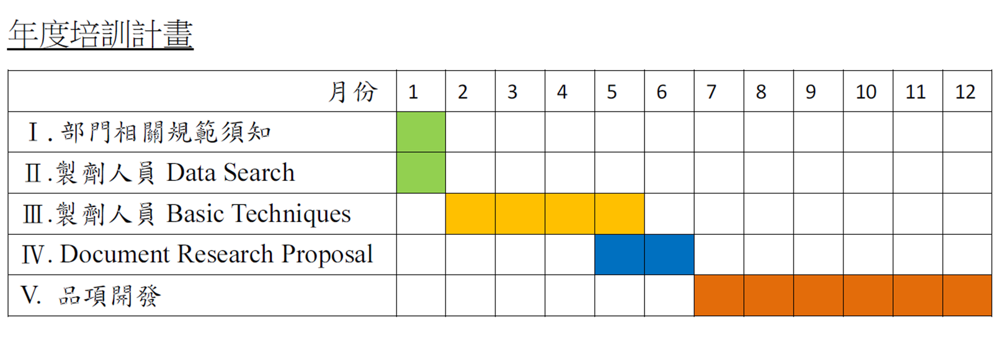 年度培訓計畫
月份 1 2 3 4 5 6 7 8 9 10 11 12
Ⅰ. 部門相關規範須知
Ⅱ.製劑人員 Data Search
Ⅲ.製劑人員 Basic Techniques
Ⅳ. Document Research Proposal
Ⅴ. 品項開發